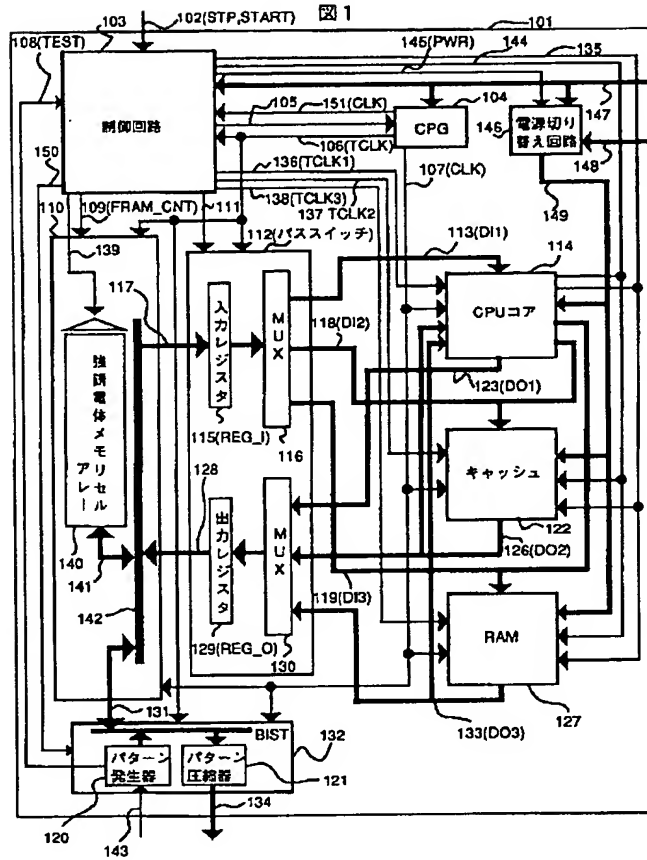 図1
102(STP,START)
103
108(TEST)
101
145(PWR)
144
135
制御回路
151(CLK)
105
106(TCLK)
104
CPG
147
電源切り
替え回路
146
148
150
136(TCLK1)
107(CLK)
138(TCLK3)
137 TCLK2
149
109(FRAM_CNT)
111
110
139
112(パススイッチ)
113(DI1)
114
117
入力レジスタ
MUX
118(DI2)
CPUコア
強誘電体メモリセル
アレー
115(REG_I)
116
123(DO1)
キャッシュ
128
出力レジスタ
MUX
122
140
141
126(DO2)
142
119(DI3)
129(REG_O)
130
RAM
127
131
BIST
132
133(DO3)
パターン
発生器
パターン
圧縮器
121
120
134
143